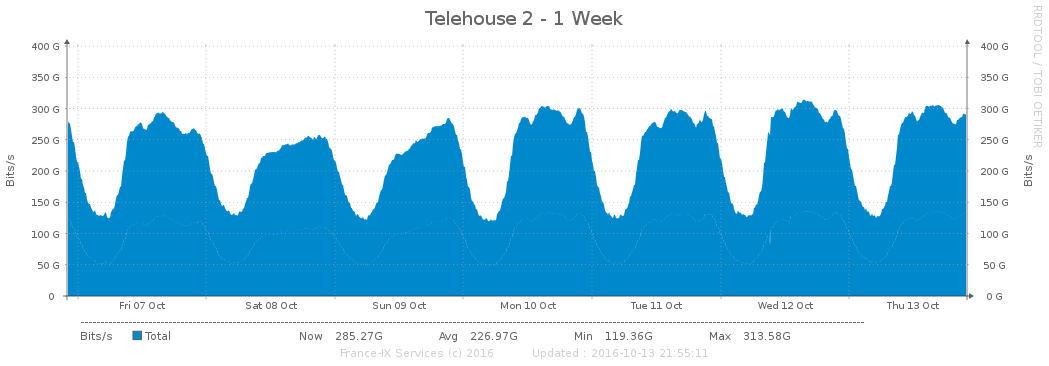 Telehouse 2 - 1 Week
RRDTOOL / TOBI OETIKER
Bits/s
400 G
350 G
300 G
250 G
200 G
150 G
100 G
50 G
0
400 G
350 G
300 G
250 G
200 G
150 G
100 G
50 G
0 G
Bits/s
Fri 07 Oct Sat 08 Oct Sun 09 Oct Mon 10 Oct Tue 11 Oct Wed 12 Oct Thu 13 Oct
Bits/s Total Now 285.27G Avg 226.97G Min 119.36G Max 313.58G
France-IX Services (c) 2016 Updated : 2016-10-13 21:55:11